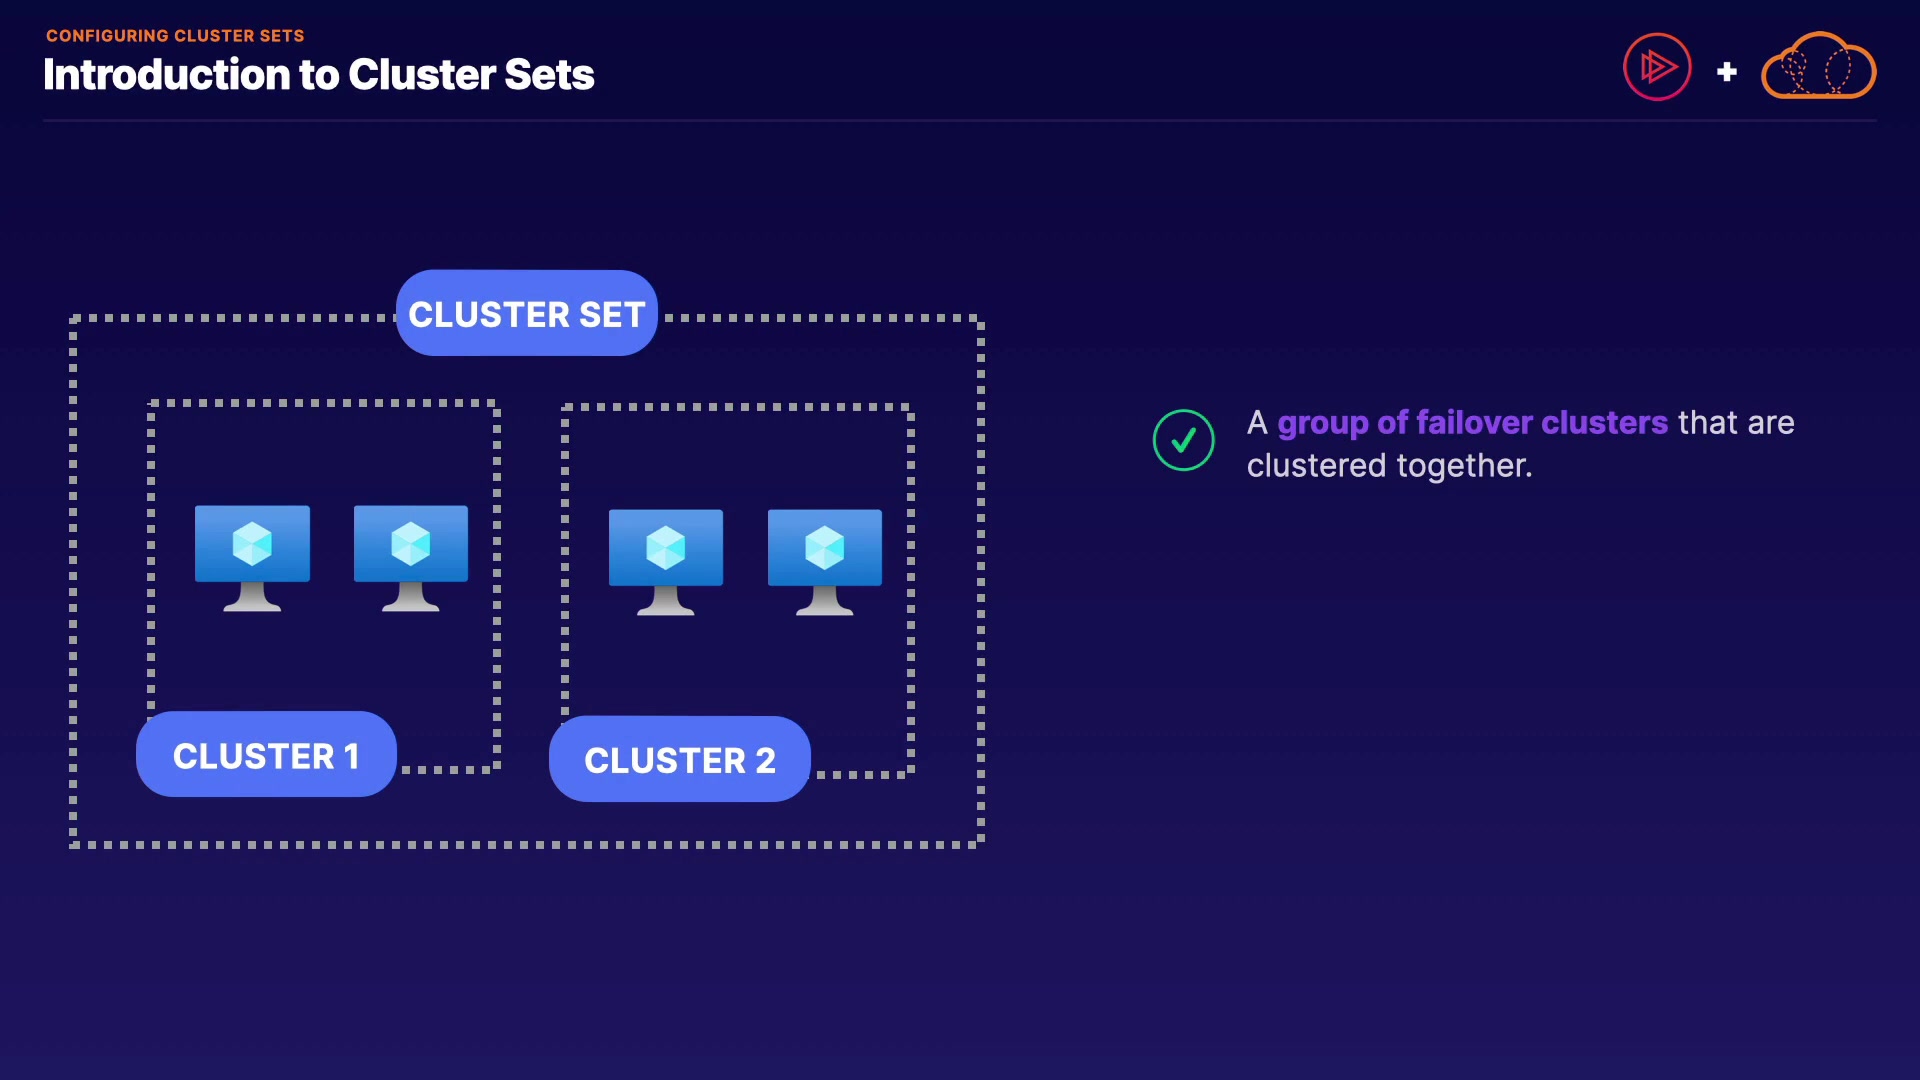 CONFIGURING CLUSTER SETS
Introduction to Cluster Sets
CLUSTER SET
CLUSTER 1
CLUSTER 2
A group of failover clusters that are
clustered together.